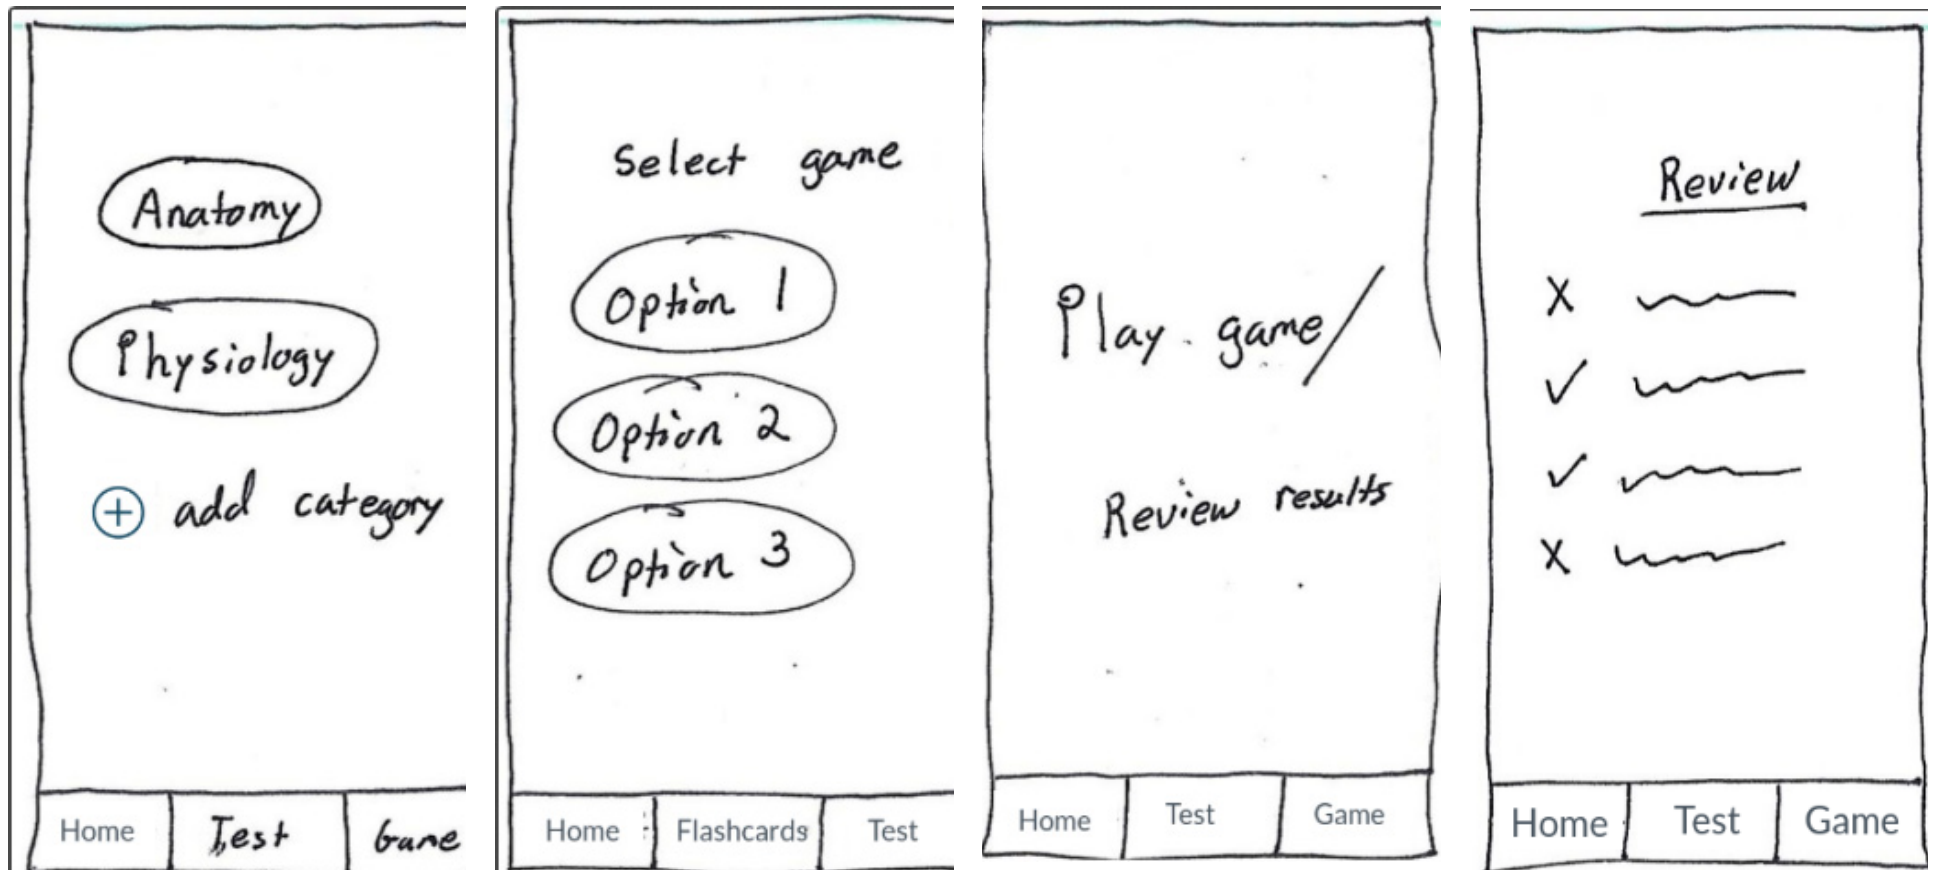 Anatomy
Physiology
add category
Home Test Game
Select game
Option 1
Option 2
Option 3
Home Flashcards Test
Play game/
Review results
Home Test Game
Review
X
✓
✓
X
Home Test Game